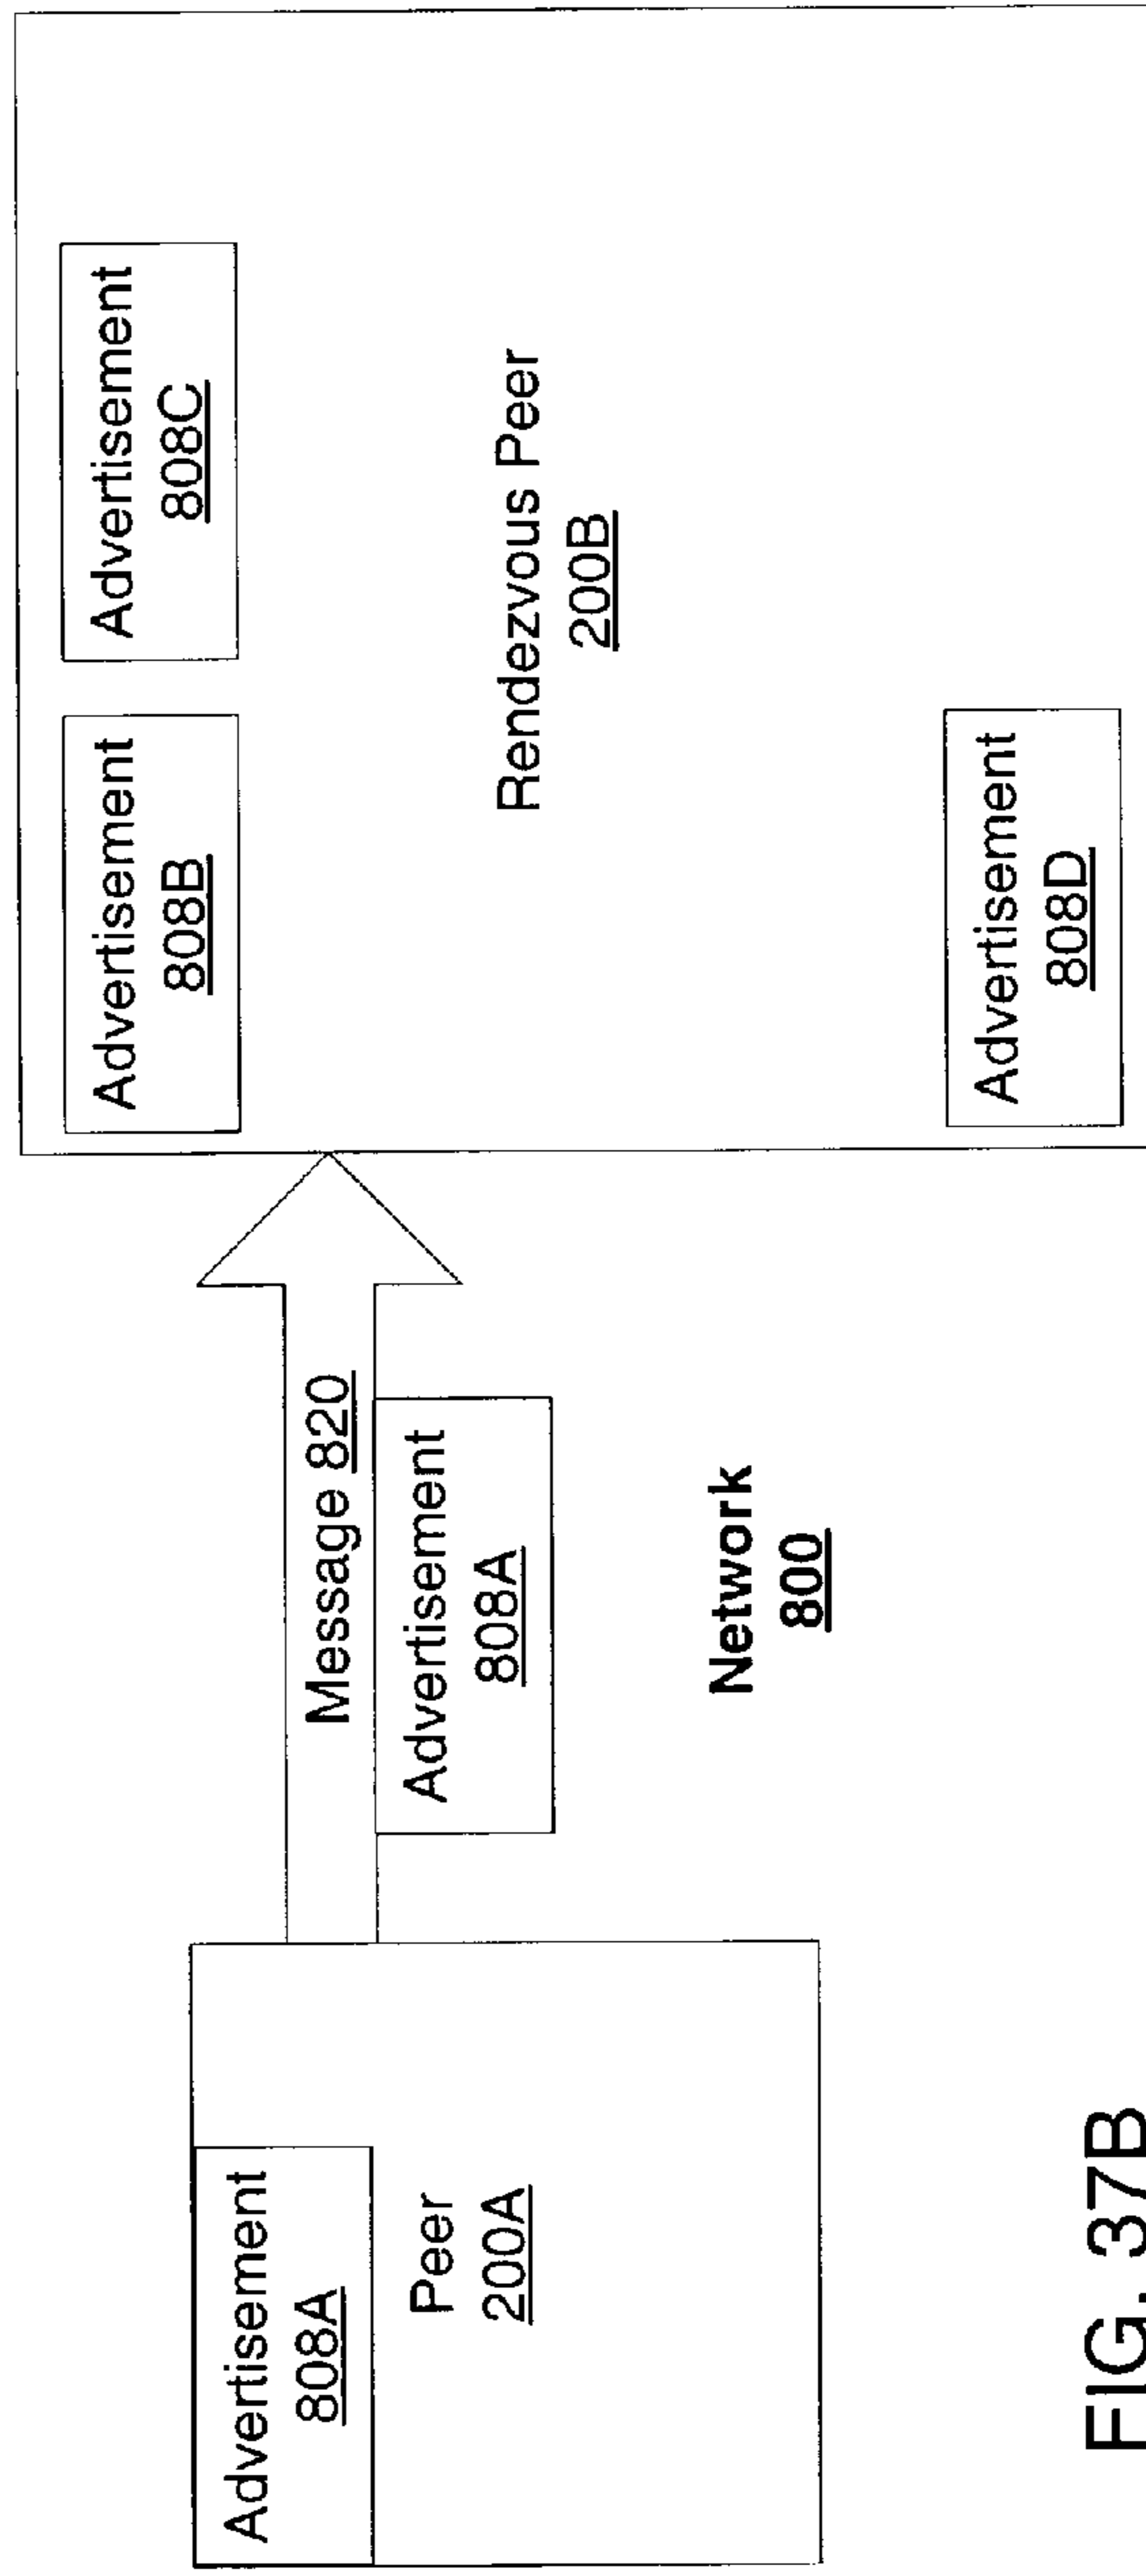 Advertisement
808A
Peer
200A
Message 820
Advertisement
808A
Network
800
Advertisement
808B
Advertisement
808C
Rendezvous Peer
200B
Advertisement
808D
FIG. 37B